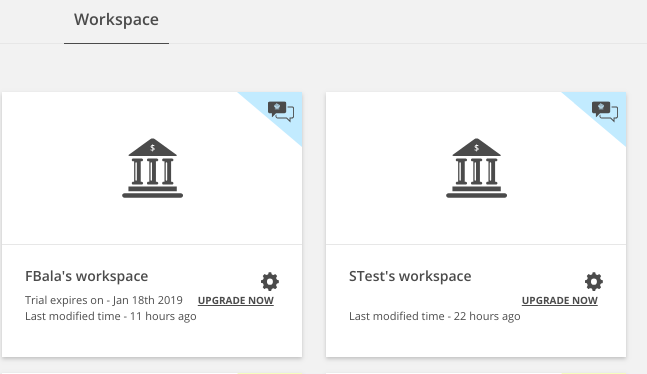 Workspace
$
$
FBala's workspace
Trial expires on - Jan 18th 2019 UPGRADE NOW
Last modified time - 11 hours ago
STest's workspace
UPGRADE NOW
Last modified time - 22 hours ago